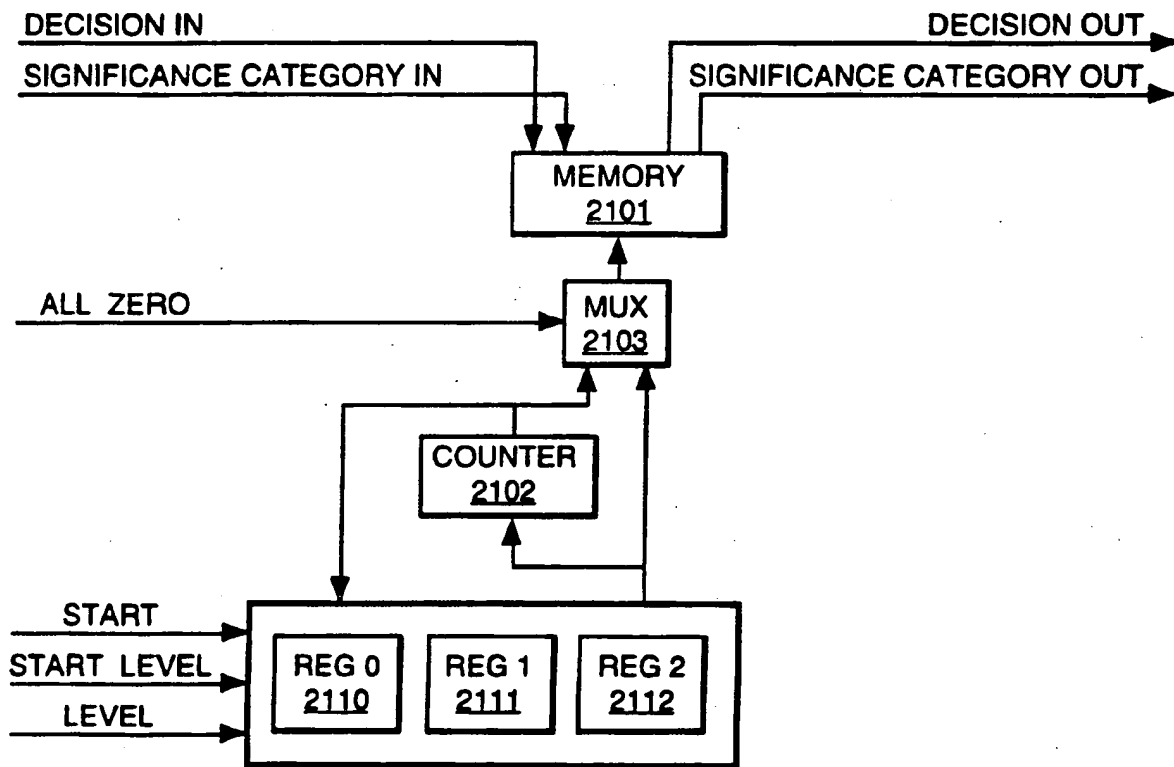 DECISION IN
DECISION OUT
SIGNIFICANCE CATEGORY IN
SIGNIFICANCE CATEGORY OUT
MEMORY
2101
ALL ZERO
MUX
2103
COUNTER
2102
START
START LEVEL
LEVEL
REG 0
2110
REG 1
2111
REG 2
2112